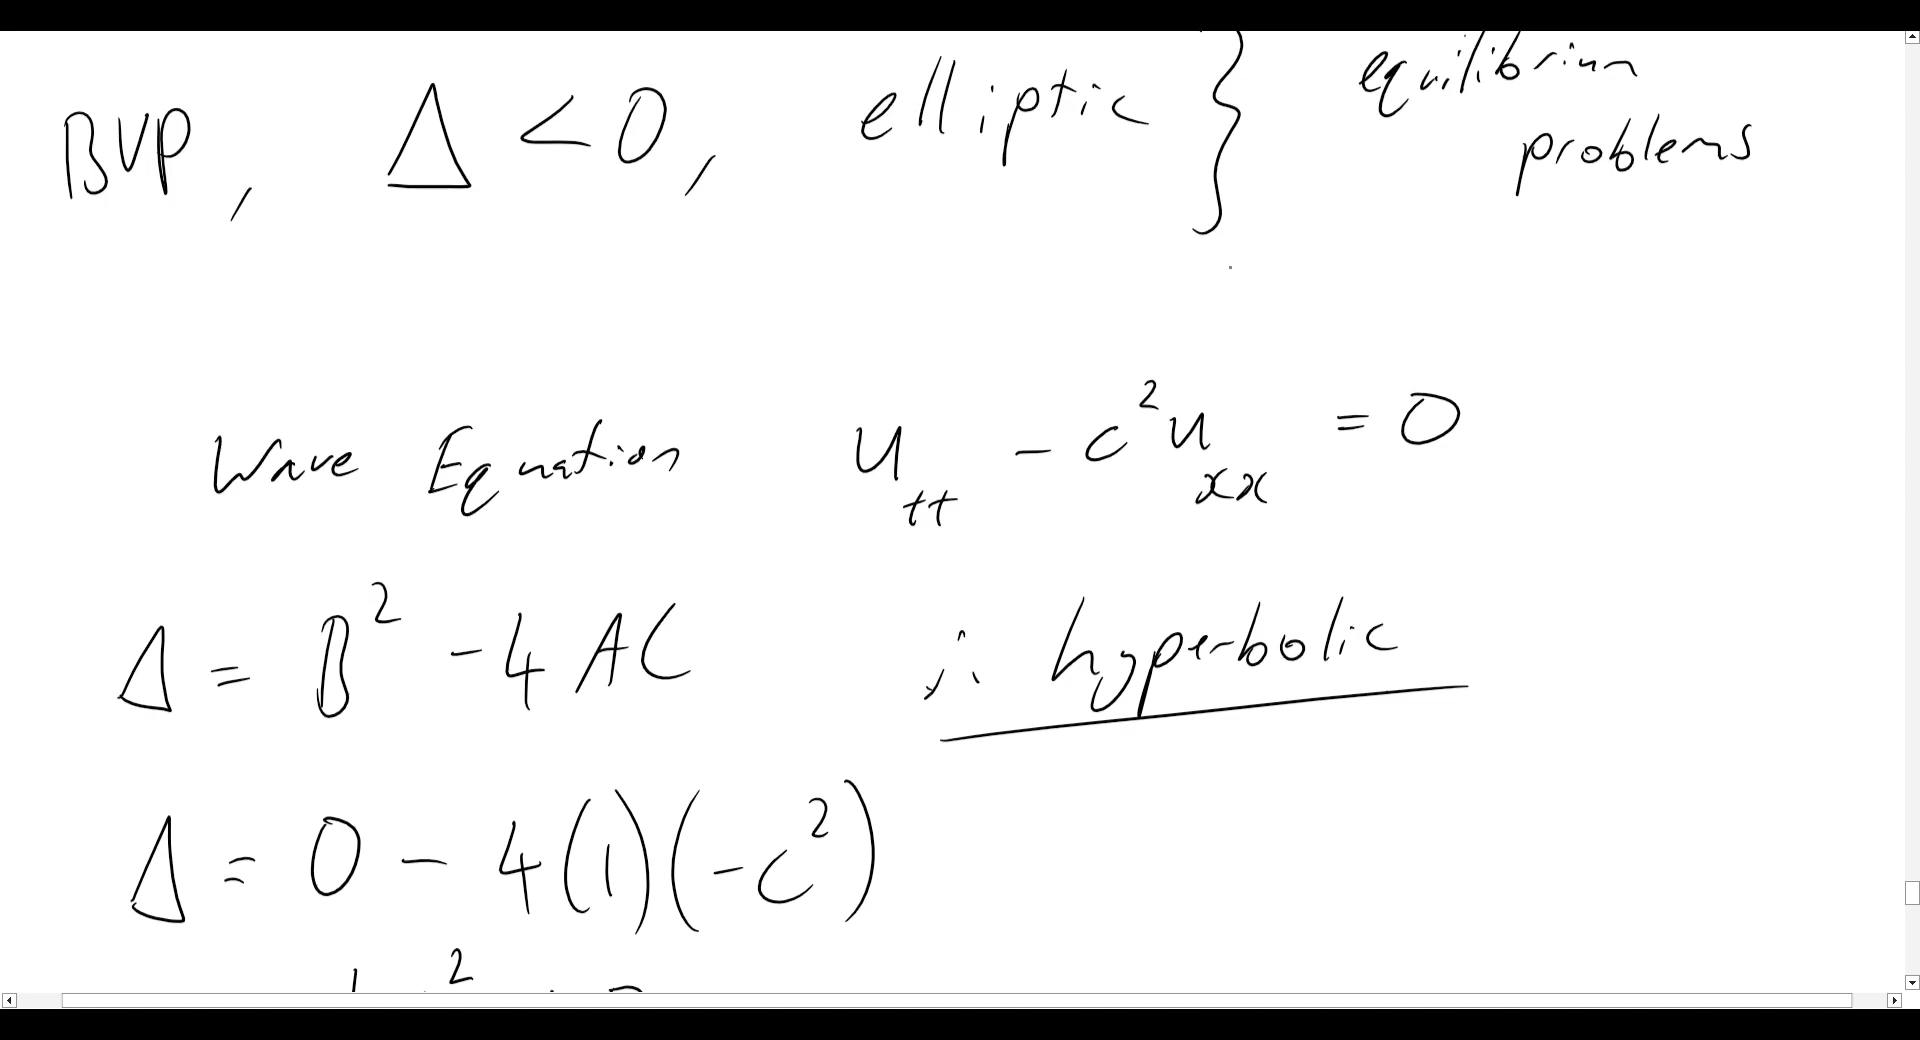 BVP, Δ < 0, elliptic } equilibrium
problems
Wave Equation u_tt - c²u_xx = 0
Δ = B² - 4AC ∴ hyperbolic
Δ = 0 - 4(1)(-c²)